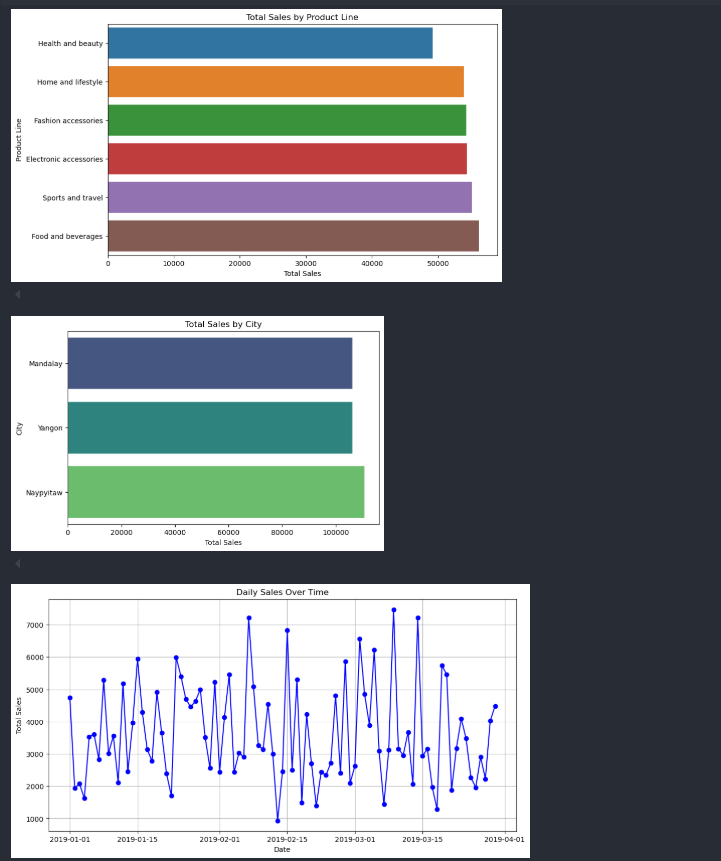 Total Sales by Product Line
Product Line
Health and beauty
Home and lifestyle
Fashion accessories
Electronic accessories
Sports and travel
Food and beverages
0 10000 20000 30000 40000 50000
Total Sales
Total Sales by City
City
Mandalay
Yangon
Naypyitaw
0 20000 40000 60000 80000 100000
Total Sales
Daily Sales Over Time
Total Sales
7000
6000
5000
4000
3000
2000
1000
2019-01-01 2019-01-15 2019-02-01 2019-02-15 2019-03-01 2019-03-15 2019-04-01
Date